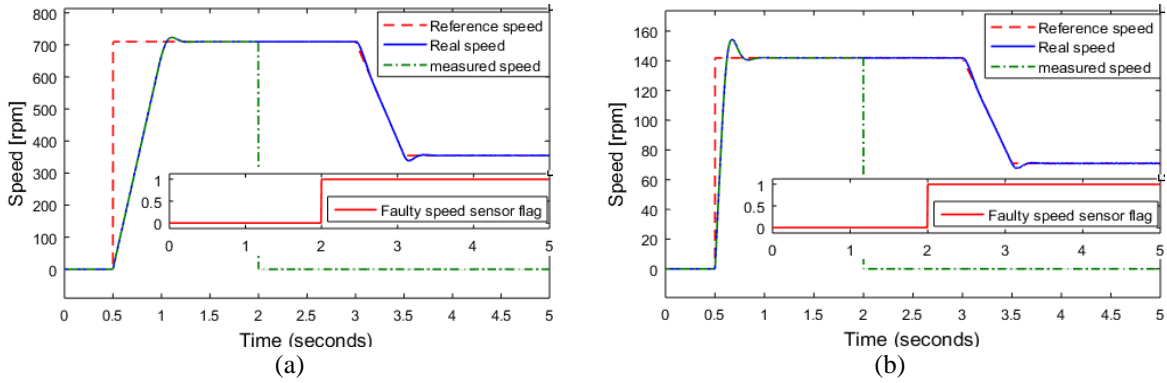 800
700
600
500
400
300
200
100
0
Speed [rpm]
Reference speed
Real speed
measured speed
1
0.5
0
Faulty speed sensor flag
0 1 2 3 4 5
0 0.5 1 1.5 2 2.5 3 3.5 4 4.5 5
Time (seconds)
(a)
160
140
120
100
80
60
40
20
0
Speed [rpm]
Reference speed
Real speed
measured speed
1
0.5
0
Faulty speed sensor flag
0 1 2 3 4 5
0 0.5 1 1.5 2 2.5 3 3.5 4 4.5 5
Time (seconds)
(b)